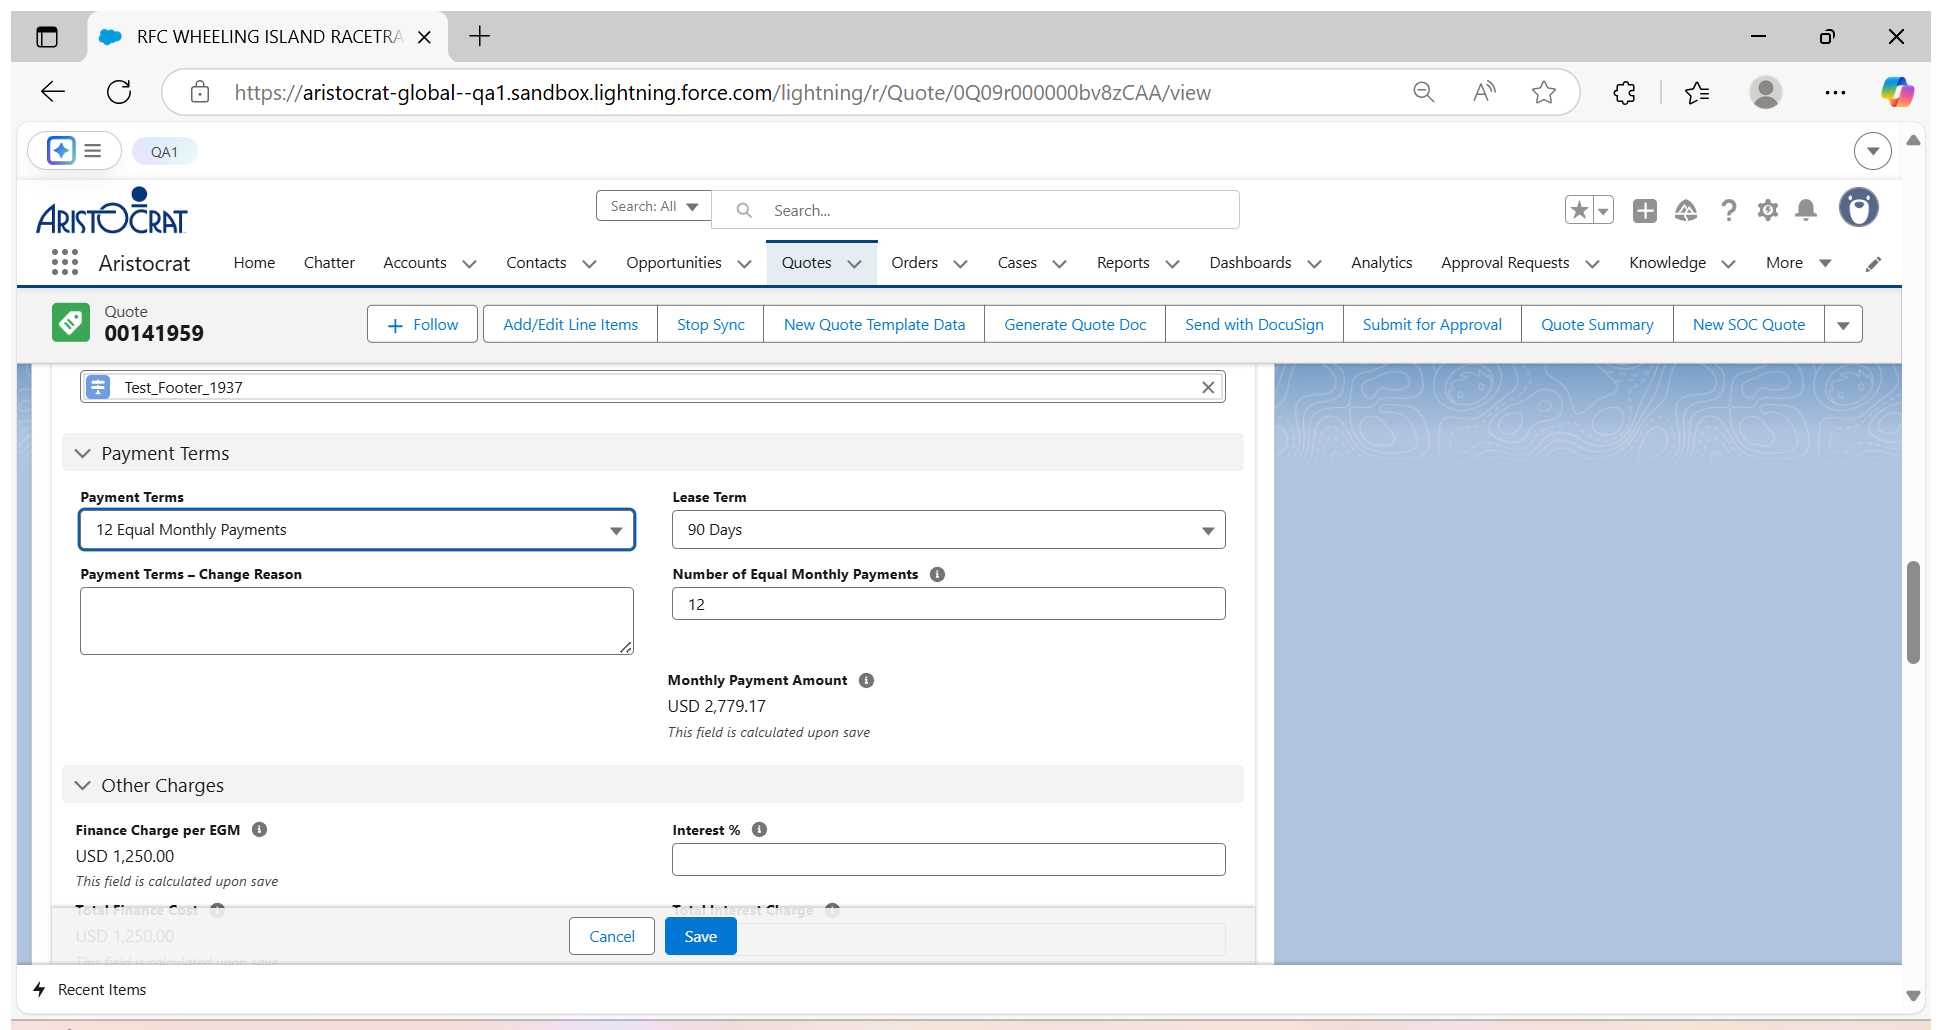 RFC WHEELING ISLAND RACETRA
https://aristocrat-global--qa1.sandbox.lightning.force.com/lightning/r/Quote/0Q09r000000bv8zCAA/view
QA1
ARISTOCRAT
Search: All
Search...
Aristocrat
Home
Chatter
Accounts
Contacts
Opportunities
Quotes
Orders
Cases
Reports
Dashboards
Analytics
Approval Requests
Knowledge
More
Quote
00141959
Follow
Add/Edit Line Items
Stop Sync
New Quote Template Data
Generate Quote Doc
Send with DocuSign
Submit for Approval
Quote Summary
New SOC Quote
Test_Footer_1937
Payment Terms
Payment Terms
12 Equal Monthly Payments
Lease Term
90 Days
Payment Terms – Change Reason
Number of Equal Monthly Payments
12
Monthly Payment Amount
USD 2,779.17
This field is calculated upon save
Other Charges
Finance Charge per EGM
USD 1,250.00
This field is calculated upon save
Interest %
Total Finance Cost
USD 1,250.00
This field is calculated upon save
Total Interest Charge
Cancel
Save
Recent Items